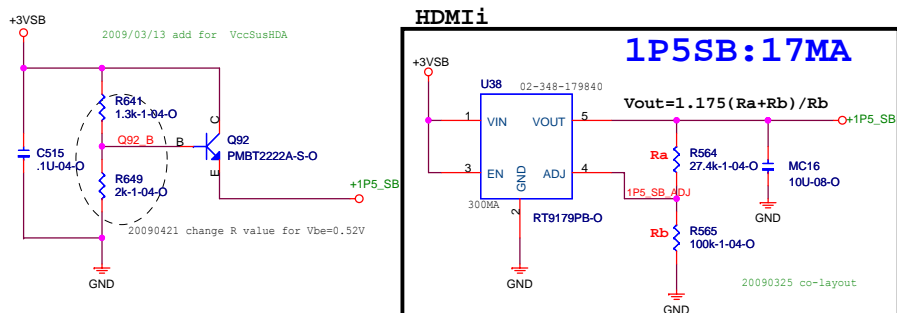 HDMIi
+3VSB
2009/03/13 add for VccSusHDA
R641
1.3k-1-04-O
C
Q92_B
B
Q92
PMBT2222A-S-O
C515
.1U-04-O
E
R649
2k-1-04-O
+1P5_SB
20090421 change R value for Vbe=0.52V
GND
1P5SB:17MA
+3VSB
U38
02-348-179840
Vout=1.175(Ra+Rb)/Rb
1
VIN
VOUT
5
+1P5_SB
Ra
R564
27.4k-1-04-O
MC16
10U-08-O
3
EN
GND
ADJ
4
1P5_SB_ADJ
300MA
2
RT9179PB-O
GND
Rb
R565
100k-1-04-O
GND
20090325 co-layout
GND